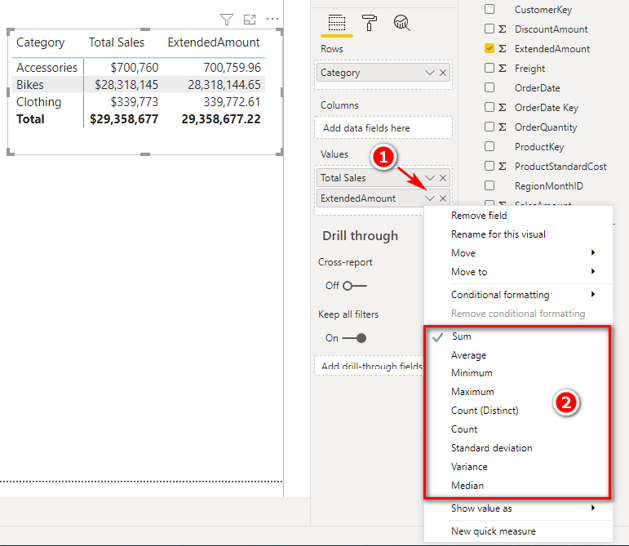 Category Total Sales ExtendedAmount
Accessories $700,760 700,759.96
Bikes $28,318,145 28,318,144.65
Clothing $339,773 339,772.61
Total $29,358,677 29,358,677.22
Rows
Category
Columns
Add data fields here
Values
1
Total Sales
ExtendedAmount
Drill through
Cross-report
Off
Keep all filters
On
Add drill-through fields
CustomerKey
DiscountAmount
ExtendedAmount
Freight
OrderDate
OrderDate Key
OrderQuantity
ProductKey
ProductStandardCost
RegionMonthID
SalesAmount
Remove field
Rename for this visual
Move
Move to
Conditional formatting
Remove conditional formatting
Sum
Average
Minimum
Maximum
Count (Distinct)
2
Count
Standard deviation
Variance
Median
Show value as
New quick measure